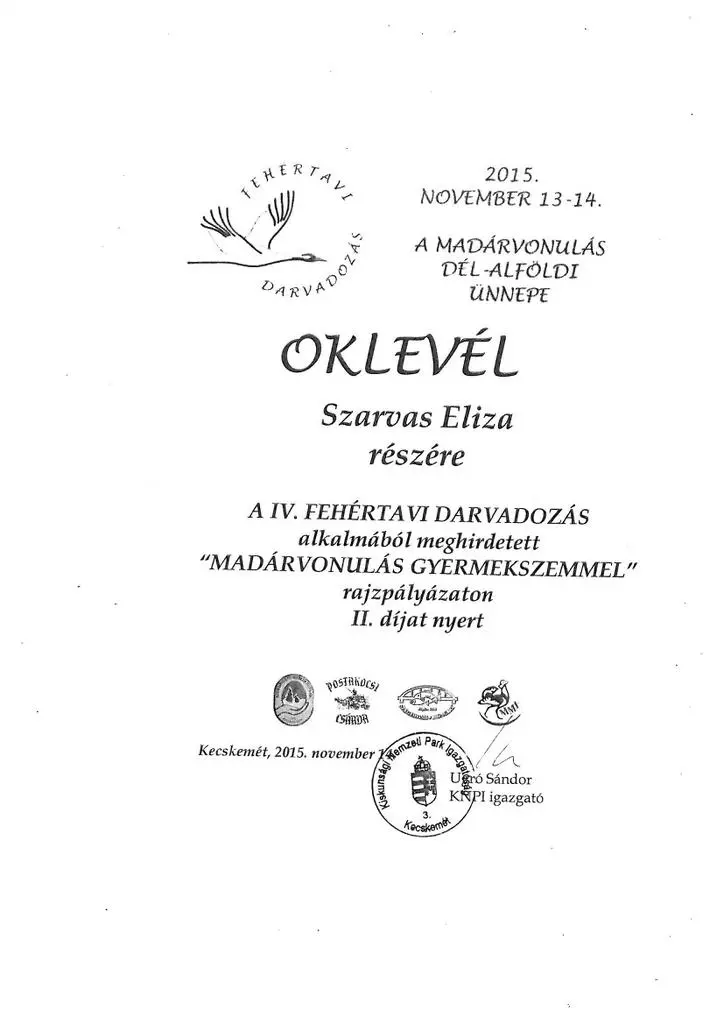 FEHÉRTAVI
DARVADOZÁS
2015.
NOVEMBER 13-14.
A MADÁRVONULÁS
DÉL-ALFÖLDI
ÜNNEPE
OKLEVÉL
Szarvas Eliza
részére
A IV. FEHÉRTAVI DARVADOZÁS
alkalmából meghirdetett
"MADÁRVONULÁS GYERMEKSZEMMEL"
rajzpályázaton
II. díjat nyert
POSTAKOCSI
CSÁRDA
MME
Kecskemét, 2015. november
Kiskunsági Nemzeti Park Igazgatóság
3.
Kecskemét
Ugró Sándor
KNPI igazgató